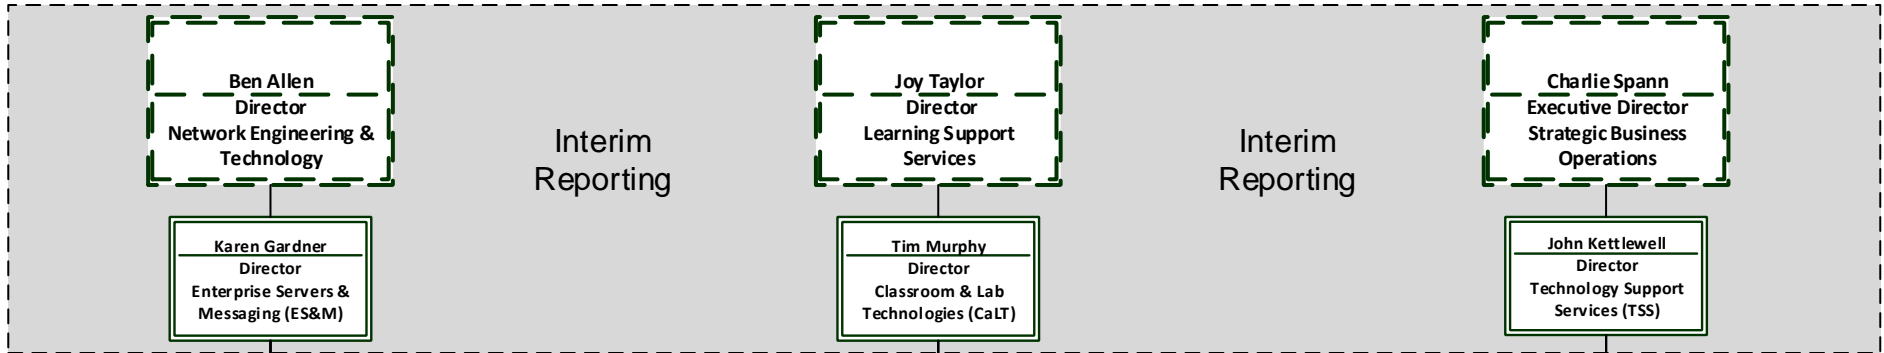 Ben Allen
Director
Network Engineering &
Technology
Interim
Reporting
Joy Taylor
Director
Learning Support
Services
Interim
Reporting
Charlie Spann
Executive Director
Strategic Business
Operations
Karen Gardner
Director
Enterprise Servers &
Messaging (ES&M)
Tim Murphy
Director
Classroom & Lab
Technologies (CaLT)
John Kettlewell
Director
Technology Support
Services (TSS)